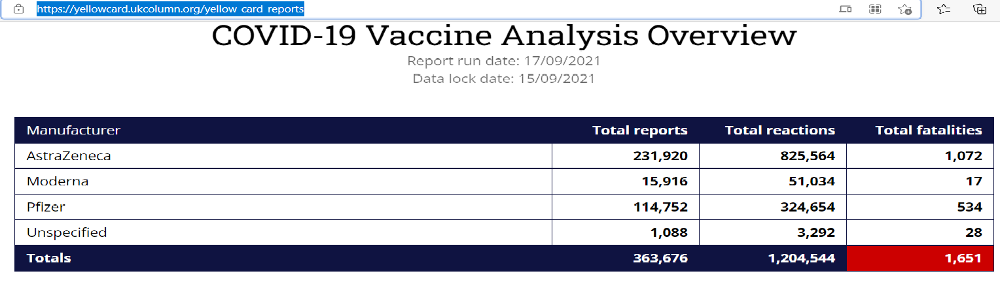 https://yellowcard.ukcolumn.org/yellow_card_reports
COVID-19 Vaccine Analysis Overview
Report run date: 17/09/2021
Data lock date: 15/09/2021
Manufacturer Total reports Total reactions Total fatalities
AstraZeneca 231,920 825,564 1,072
Moderna 15,916 51,034 17
Pfizer 114,752 324,654 534
Unspecified 1,088 3,292 28
Totals 363,676 1,204,544 1,651